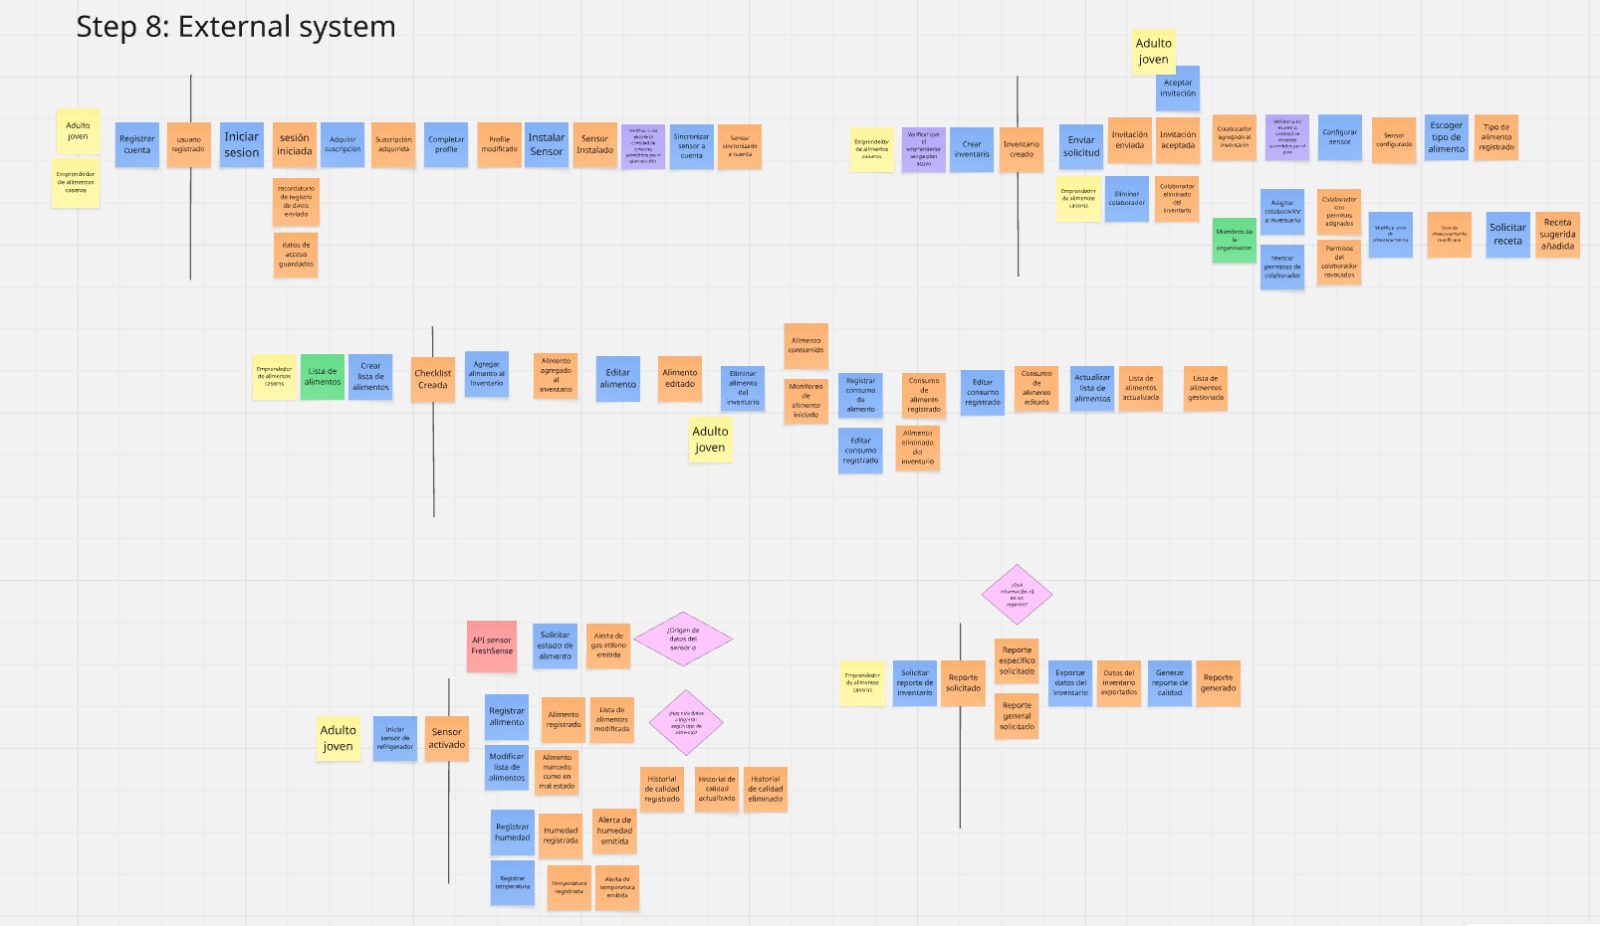 Step 8: External system
Adulto
joven
Emprendedor
de alimentos
caseros
Registrar
cuenta
usuario
registrado
Iniciar
sesion
sesión
iniciada
recordatorio
de registro
de datos
enviado
datos de
acceso
guardados
Adquirir
suscripcion
Suscripción
adquirida
Completar
profile
Profile
modificado
Instalar
Sensor
Sensor
Instalado
Sincronizar
sensor a
cuenta
Sensor
sincronizado
a cuenta
Emprendedor
de alimentos
caseros
Verificar que
el
emprendedor
tenga plan
activo
Crear
inventario
Inventario
creado
Adulto
joven
Aceptar
invitación
Enviar
solicitud
Invitación
enviada
Invitación
aceptada
Colaborador
agregado al
inventario
Configurar
sensor
Sensor
configurado
Escoger
tipo de
alimento
Tipo de
alimento
registrado
Emprendedor
de alimentos
caseros
Eliminar
colaborador
Colaborador
eliminado
del
inventario
Miembros de
la
organizacion
Asignar
colaborador
a inventario
Colaborador
con
permisos
asignados
revocar
permisos de
colaborador
Permisos
del
colaborador
revocados
Solicitar
receta
Receta
sugerida
añadida
Emprendedor
de alimentos
caseros
Lista de
alimentos
Crear
lista de
alimentos
Checklist
Creada
Agregar
alimento al
inventario
Alimento
agregado
al
inventario
Editar
alimento
Alimento
editado
Eliminar
alimento
del
inventario
Adulto
joven
Alimento
consumido
Monitoreo
de
alimento
iniciado
Registrar
consumo
de
alimento
Consumo
de
alimento
registrado
Editar
consumo
registrado
Consumo
de
alimento
editado
Actualizar
lista de
alimentos
Lista de
alimentos
actualizada
Lista de
alimentos
gestionada
Editar
consumo
registrado
Alimento
eliminado
del
inventario
API sensor
FreshSense
Solicitar
estado de
alimento
Alerta de
gas etileno
emitida
¿Origen de
datos del
sensor o
Adulto
joven
Iniciar
sensor de
refrigerador
Sensor
activado
Registrar
alimento
Alimento
registrado
Lista de
alimentos
modificada
Modificar
lista de
alimentos
Alimento
marcado
como en
mal estado
Historial
de calidad
registrado
Historial de
calidad
actualizado
Historial
de calidad
eliminado
Registrar
humedad
Humedad
registrada
Alerta de
humedad
emitida
Registrar
temperatura
Temperatura
registrada
Alerta de
temperatura
emitida
Emprendedor
de alimentos
caseros
Solicitar
reporte de
inventario
Reporte
solicitado
Reporte
específico
solicitado
Reporte
general
solicitado
Exportar
datos del
inventario
Datos del
inventario
exportados
Generar
reporte de
calidad
Reporte
generado